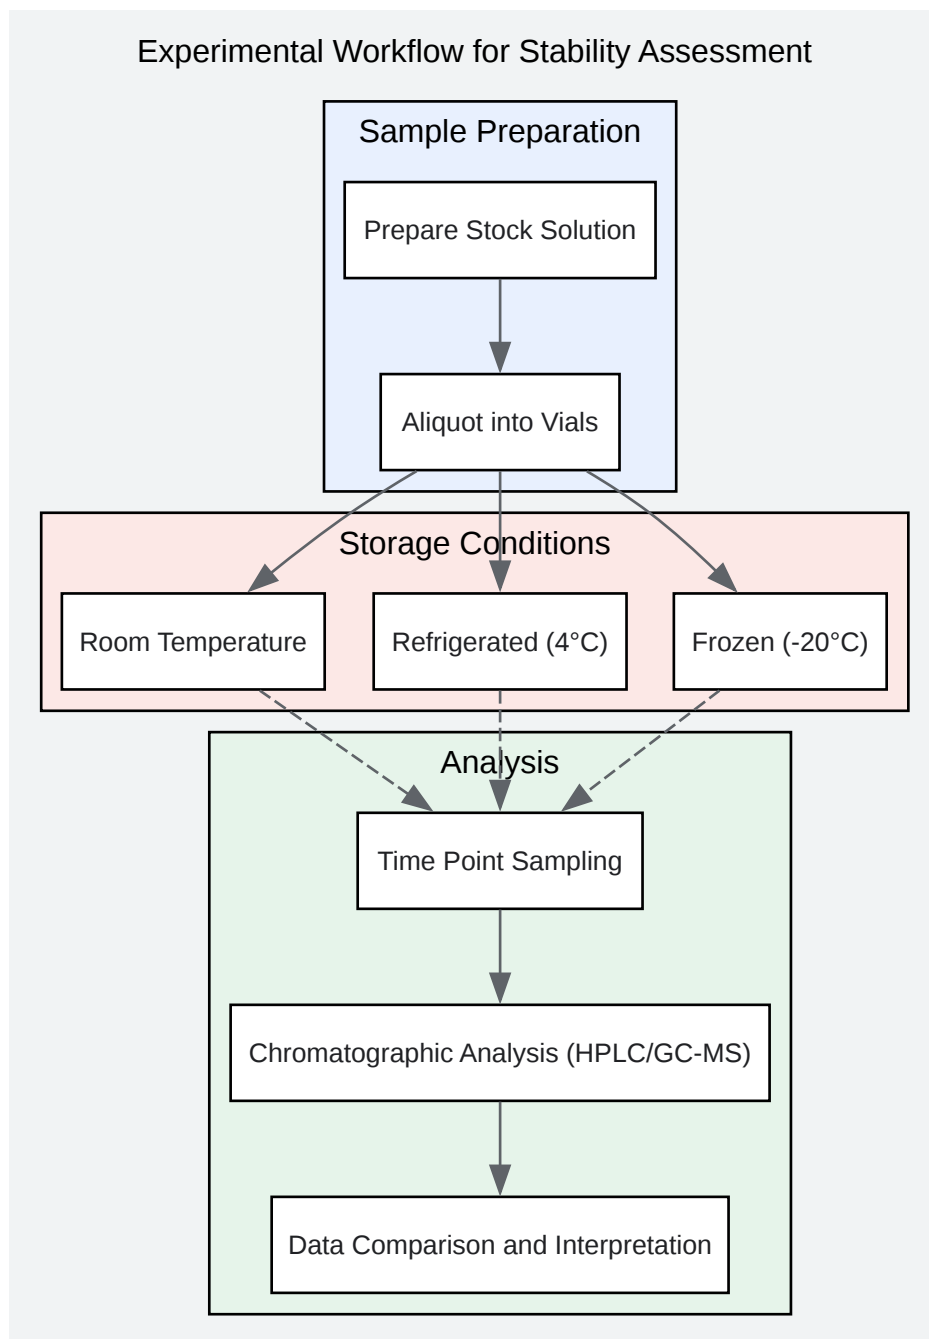 Experimental Workflow for Stability Assessment
Sample Preparation
Prepare Stock Solution
Aliquot into Vials
Storage Conditions
Room Temperature
Refrigerated (4°C)
Frozen (-20°C)
Analysis
Time Point Sampling
Chromatographic Analysis (HPLC/GC-MS)
Data Comparison and Interpretation